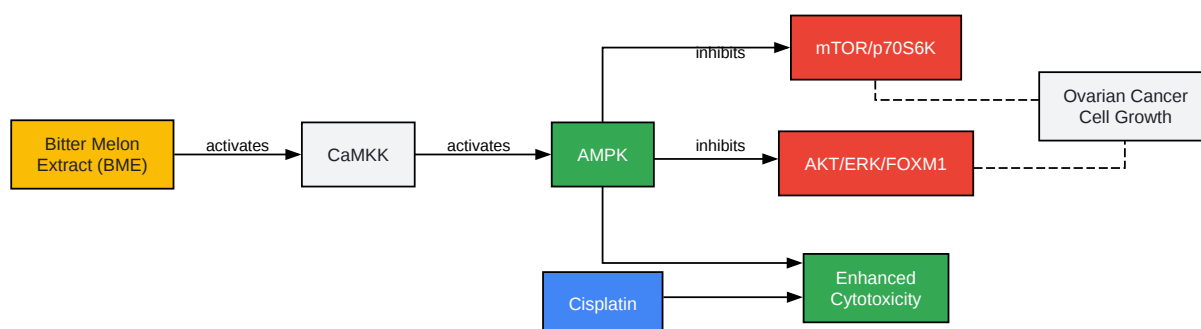 Bitter Melon
Extract (BME)
activates
CaMKK
activates
AMPK
inhibits
mTOR/p70S6K
inhibits
AKT/ERK/FOXM1
Ovarian Cancer
Cell Growth
Cisplatin
Enhanced
Cytotoxicity